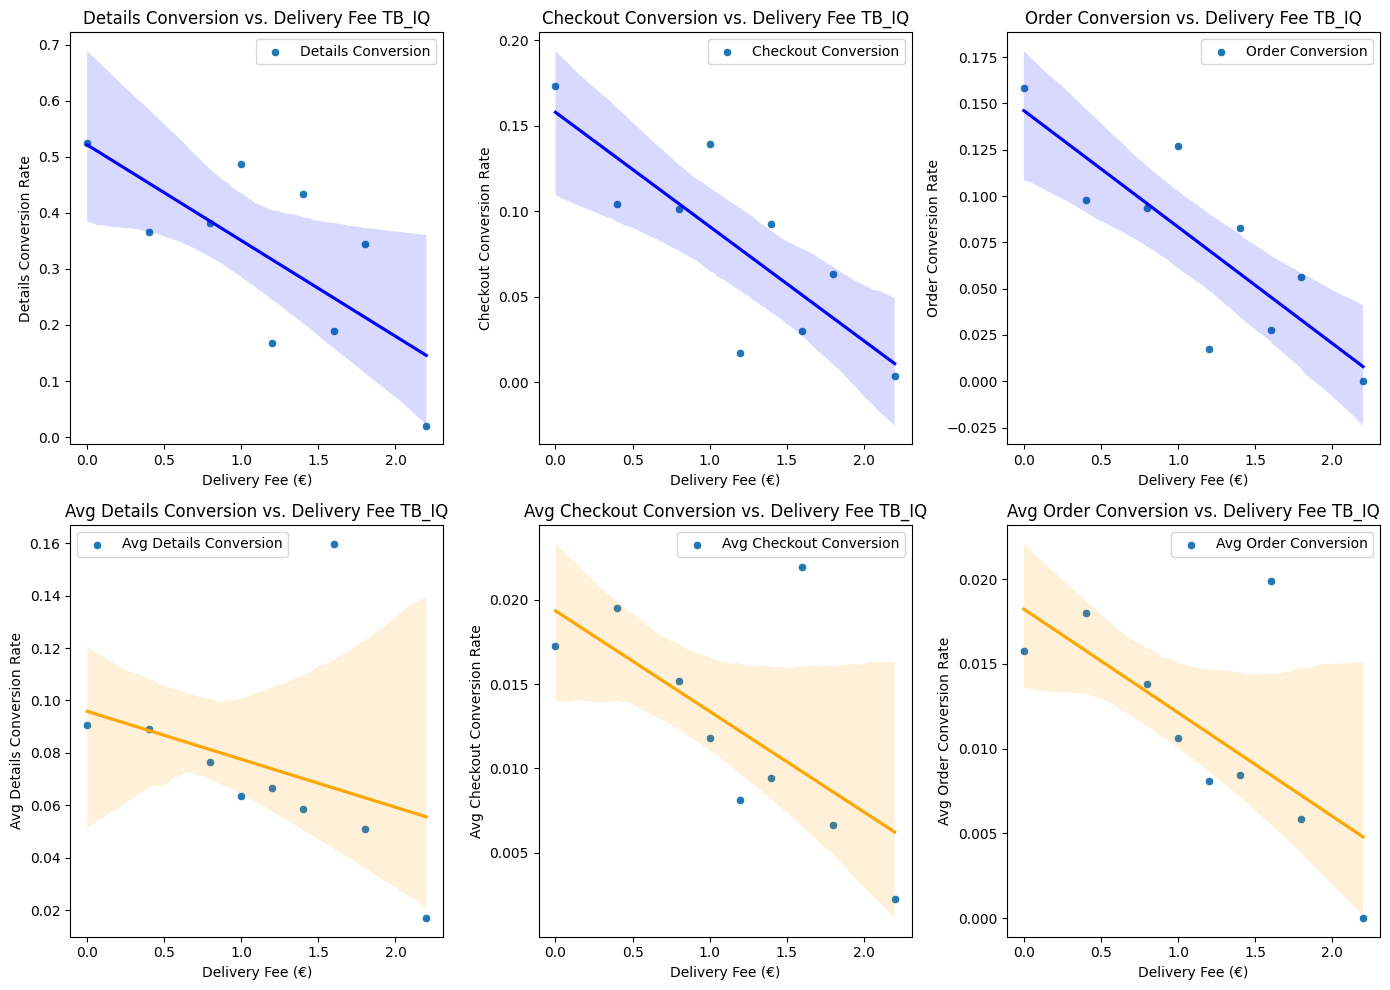 Details Conversion vs. Delivery Fee TB_IQ
Details Conversion
Details Conversion Rate
0.7
0.6
0.5
0.4
0.3
0.2
0.1
0.0
0.0 0.5 1.0 1.5 2.0
Delivery Fee (€)
Checkout Conversion vs. Delivery Fee TB_IQ
Checkout Conversion
Checkout Conversion Rate
0.20
0.15
0.10
0.05
0.00
0.0 0.5 1.0 1.5 2.0
Delivery Fee (€)
Order Conversion vs. Delivery Fee TB_IQ
Order Conversion
Order Conversion Rate
0.175
0.150
0.125
0.100
0.075
0.050
0.025
0.000
−0.025
0.0 0.5 1.0 1.5 2.0
Delivery Fee (€)
Avg Details Conversion vs. Delivery Fee TB_IQ
Avg Details Conversion
Avg Details Conversion Rate
0.16
0.14
0.12
0.10
0.08
0.06
0.04
0.02
0.0 0.5 1.0 1.5 2.0
Delivery Fee (€)
Avg Checkout Conversion vs. Delivery Fee TB_IQ
Avg Checkout Conversion
Avg Checkout Conversion Rate
0.020
0.015
0.010
0.005
0.0 0.5 1.0 1.5 2.0
Delivery Fee (€)
Avg Order Conversion vs. Delivery Fee TB_IQ
Avg Order Conversion
Avg Order Conversion Rate
0.020
0.015
0.010
0.005
0.000
0.0 0.5 1.0 1.5 2.0
Delivery Fee (€)